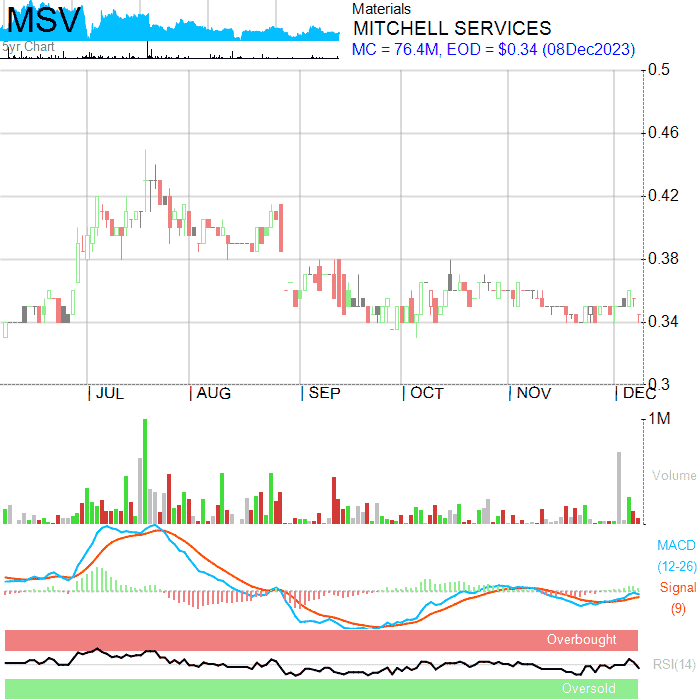 MSV
5yr Chart
Materials
MITCHELL SERVICES
MC = 76.4M, EOD = $0.34 (08Dec2023)
0.5
0.46
0.42
0.38
0.34
0.3
JUL AUG SEP OCT NOV DEC
1M
Volume
MACD
(12-26)
Signal
(9)
Overbought
RSI(14)
Oversold